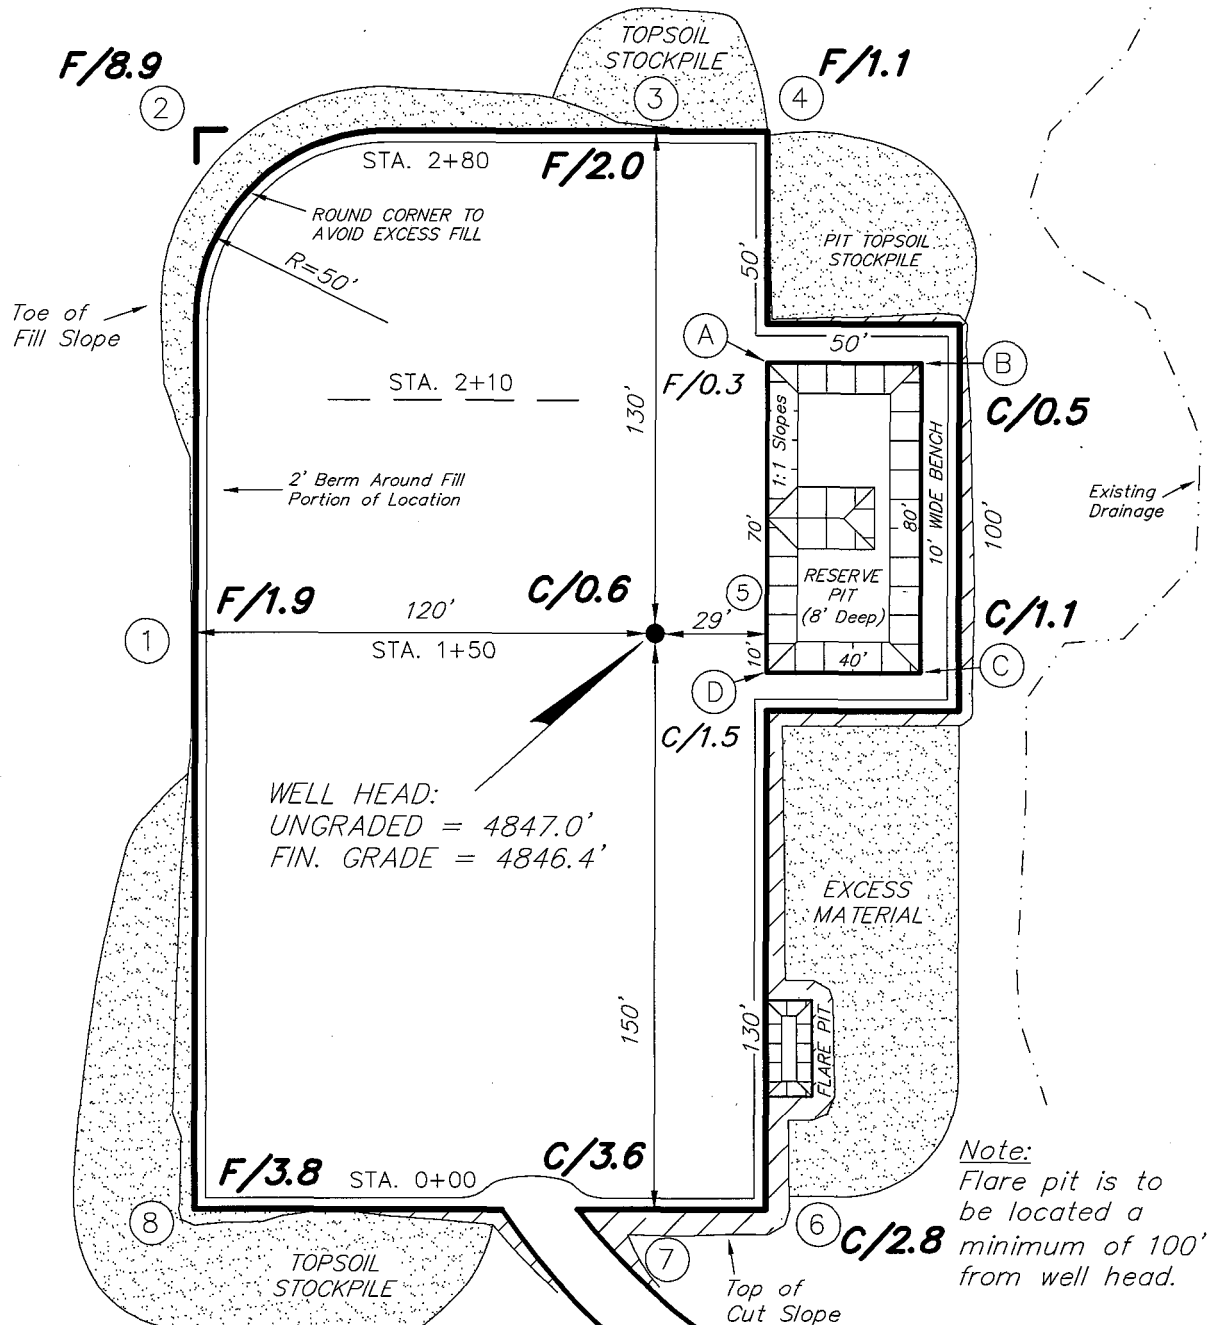 TOPSOIL
STOCKPILE
F/8.9
2
3
4
F/1.1
STA. 2+80
F/2.0
ROUND CORNER TO
AVOID EXCESS FILL
R=50'
50'
PIT TOPSOIL
STOCKPILE
Toe of
Fill Slope
A
50'
B
STA. 2+10
F/0.3
C/0.5
130'
1:1 Slopes
10' WIDE BENCH
2' Berm Around Fill
Portion of Location
Existing
Drainage
70'
80'
100'
RESERVE
PIT
(8' Deep)
F/1.9
120'
C/0.6
5
29'
C/1.1
1
STA. 1+50
10'
40'
D
C
C/1.5
WELL HEAD:
UNGRADED = 4847.0'
FIN. GRADE = 4846.4'
EXCESS
MATERIAL
150'
130'
FLARE PIT
F/3.8
STA. 0+00
C/3.6
8
6
C/2.8
7
TOPSOIL
STOCKPILE
Top of
Cut Slope
Note:
Flare pit is to
be located a
minimum of 100'
from well head.